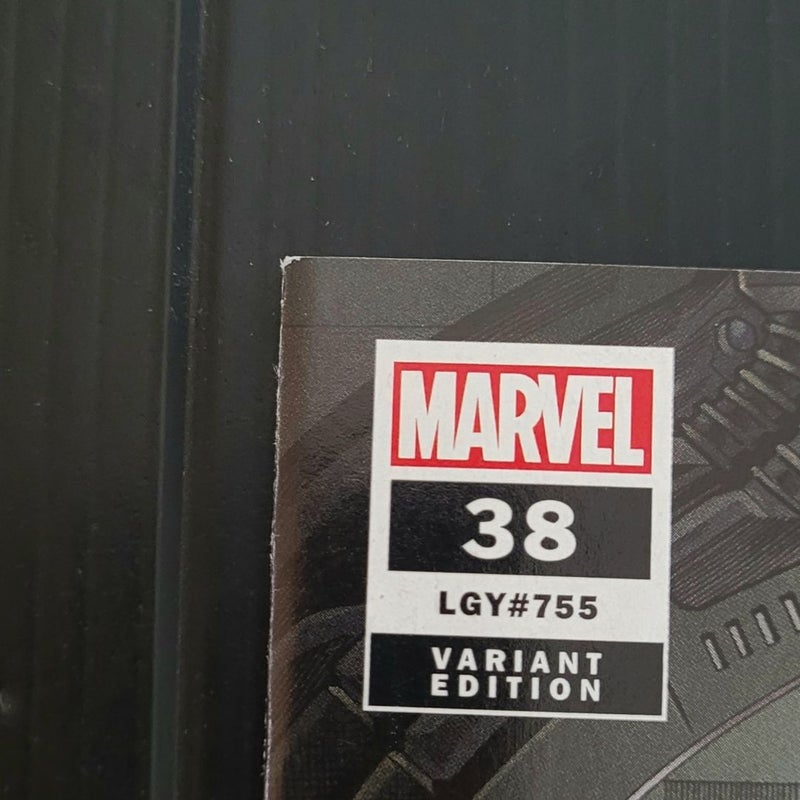 MARVEL
38
LGY#755
VARIANT
EDITION